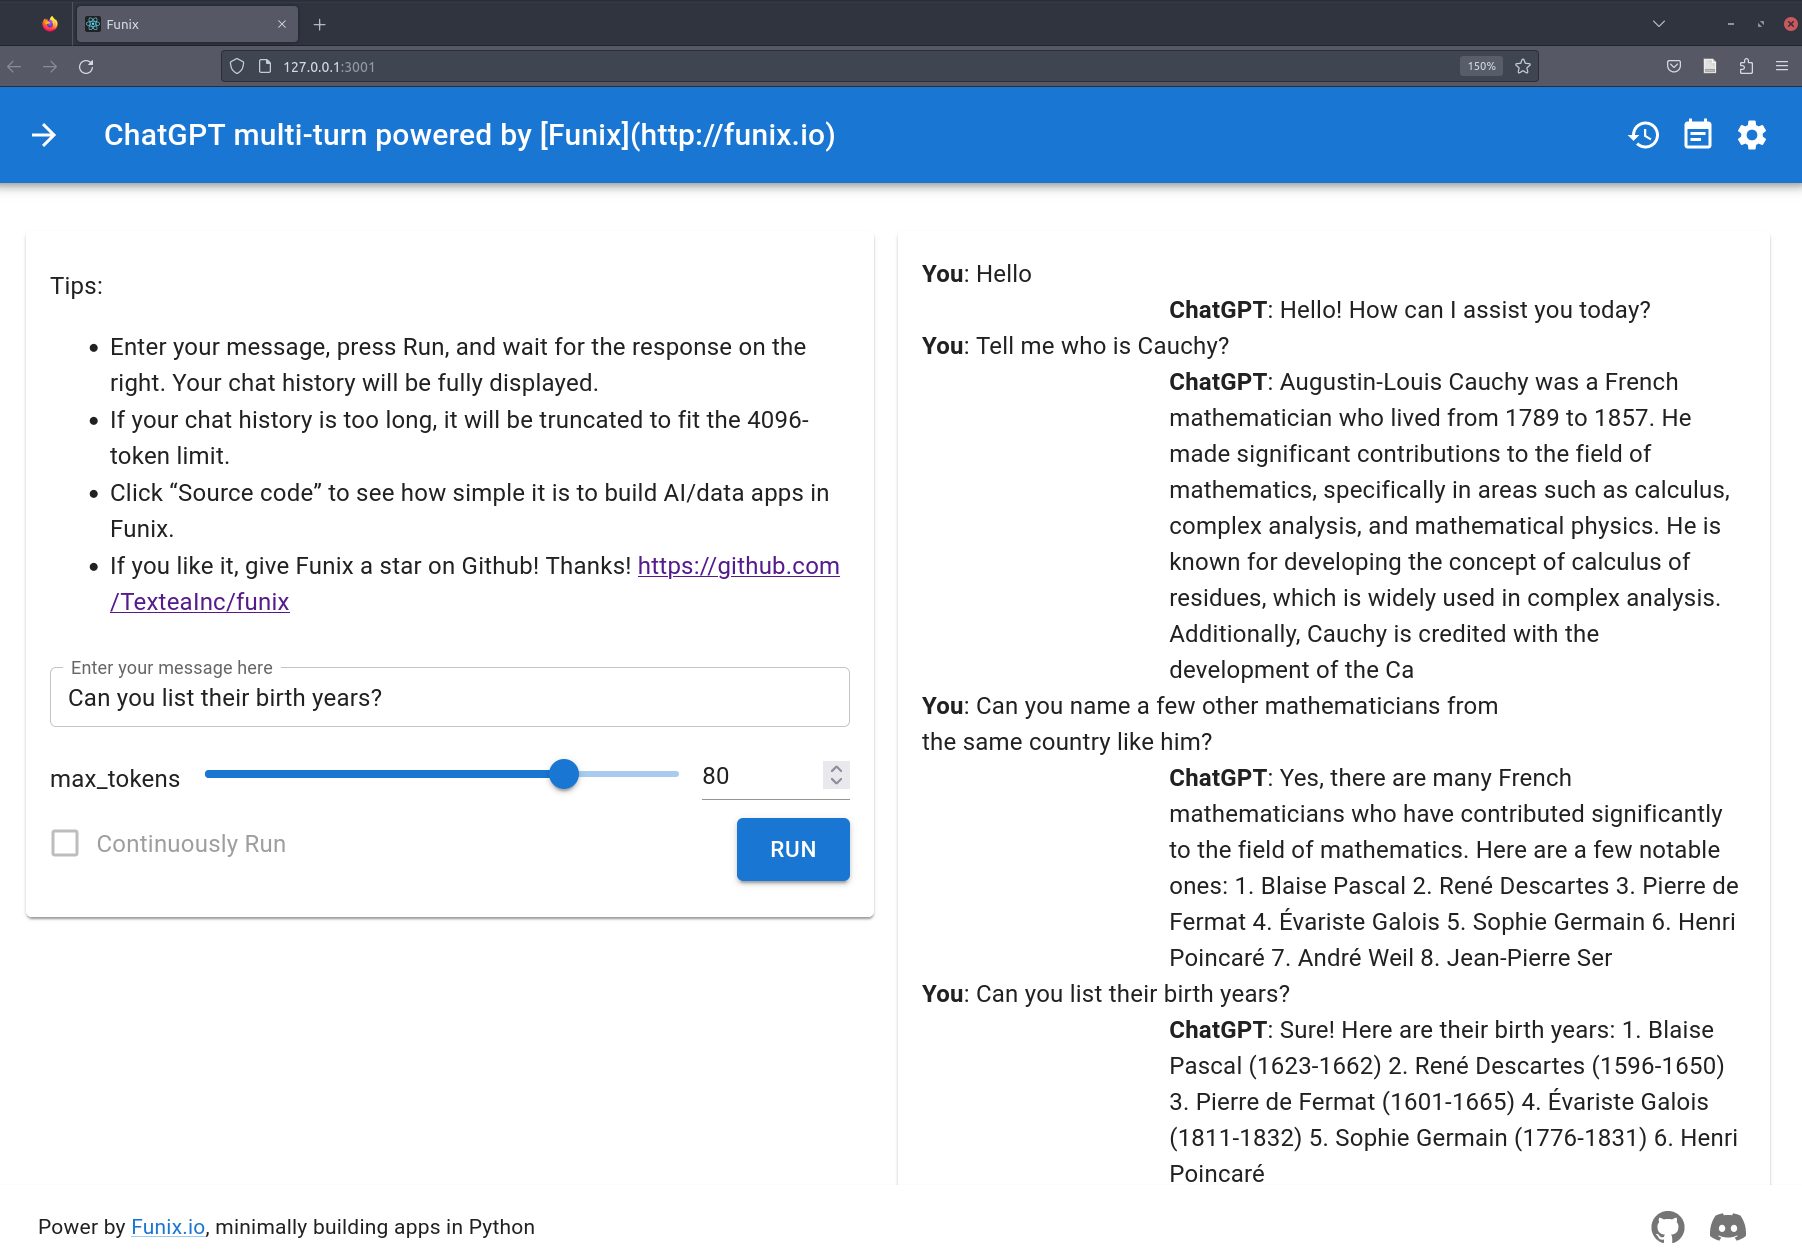 Funix
127.0.0.1:3001
150%
ChatGPT multi-turn powered by [Funix](http://funix.io)
Tips:
Enter your message, press Run, and wait for the response on the
right. Your chat history will be fully displayed.
If your chat history is too long, it will be truncated to fit the 4096-
token limit.
Click “Source code” to see how simple it is to build AI/data apps in
Funix.
If you like it, give Funix a star on Github! Thanks! https://github.com
/TexteaInc/funix
Enter your message here
Can you list their birth years?
max_tokens
80
Continuously Run
RUN
You: Hello
ChatGPT: Hello! How can I assist you today?
You: Tell me who is Cauchy?
ChatGPT: Augustin-Louis Cauchy was a French
mathematician who lived from 1789 to 1857. He
made significant contributions to the field of
mathematics, specifically in areas such as calculus,
complex analysis, and mathematical physics. He is
known for developing the concept of calculus of
residues, which is widely used in complex analysis.
Additionally, Cauchy is credited with the
development of the Ca
You: Can you name a few other mathematicians from
the same country like him?
ChatGPT: Yes, there are many French
mathematicians who have contributed significantly
to the field of mathematics. Here are a few notable
ones: 1. Blaise Pascal 2. René Descartes 3. Pierre de
Fermat 4. Évariste Galois 5. Sophie Germain 6. Henri
Poincaré 7. André Weil 8. Jean-Pierre Ser
You: Can you list their birth years?
ChatGPT: Sure! Here are their birth years: 1. Blaise
Pascal (1623-1662) 2. René Descartes (1596-1650)
3. Pierre de Fermat (1601-1665) 4. Évariste Galois
(1811-1832) 5. Sophie Germain (1776-1831) 6. Henri
Poincaré
Power by Funix.io, minimally building apps in Python